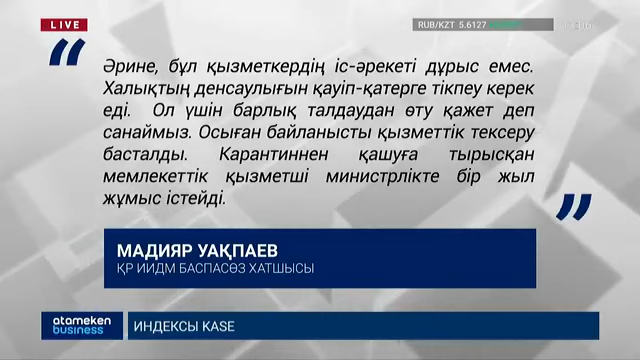 LIVE
RUB/KZT 5.6127
“
Әрине, бұл қызметкердің іс-әрекеті дұрыс емес.
Халықтың денсаулығын қауіп-қатерге тікпеу керек
еді. Ол үшін барлық талдаудан өту қажет деп
санаймыз. Осыған байланысты қызметтік тексеру
басталды. Карантиннен қашуға тырысқан
мемлекеттік қызметші министрлікте бір жыл
жұмыс істейді.
”
МАДИЯР УАҚПАЕВ
ҚР ИИДМ БАСПАСӨЗ ХАТШЫСЫ
atameken
business
ИНДЕКСЫ KASE